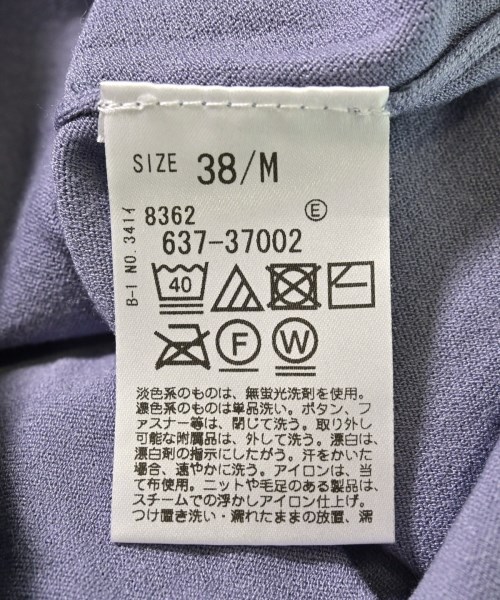 SIZE 38/M
8362 Ⓔ
637-37002
B-1 NO.3414
40
F
W
淡色系のものは、無蛍光洗剤を使用。
濃色系のものは単品洗い。ボタン、フ
ァスナー等は、閉じて洗う。取り外し
可能な附属品は、外して洗う。漂白は、
漂白剤の指示にしたがう。汗をかいた
場合、速やかに洗う。アイロンは、当
て布使用。ニットや毛足のある製品は、
スチームでの浮かしアイロン仕上げ。
つけ置き洗い・濡れたままの放置、濡